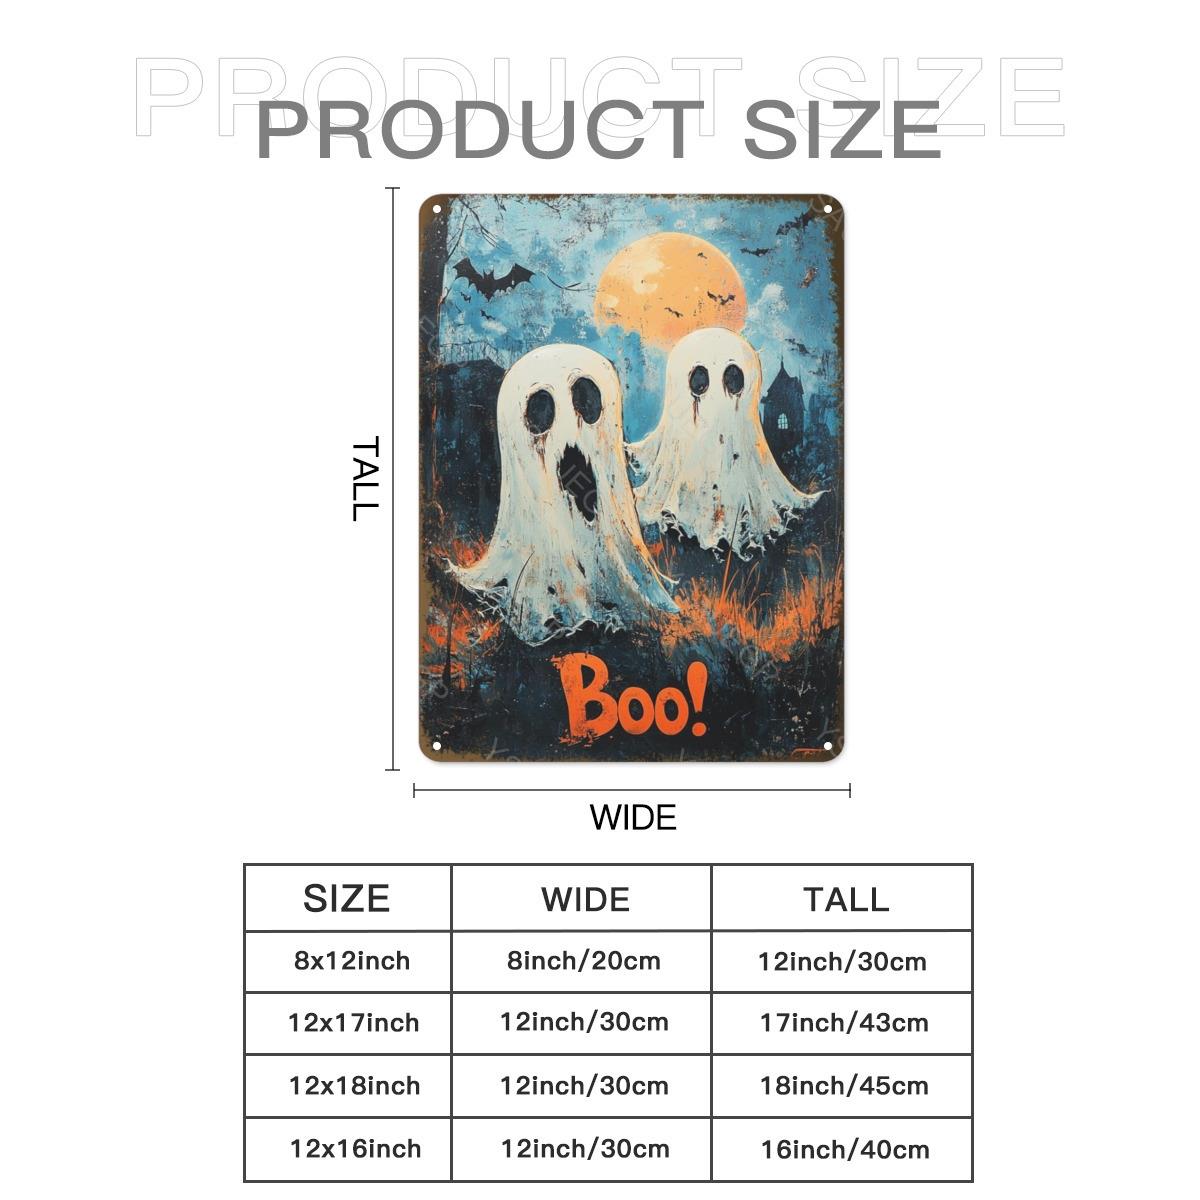 PRODUCT SIZE
PRODUCT SIZE
TALL
Boo!
WIDE
SIZE WIDE TALL
8x12inch 8inch/20cm 12inch/30cm
12x17inch 12inch/30cm 17inch/43cm
12x18inch 12inch/30cm 18inch/45cm
12x16inch 12inch/30cm 16inch/40cm